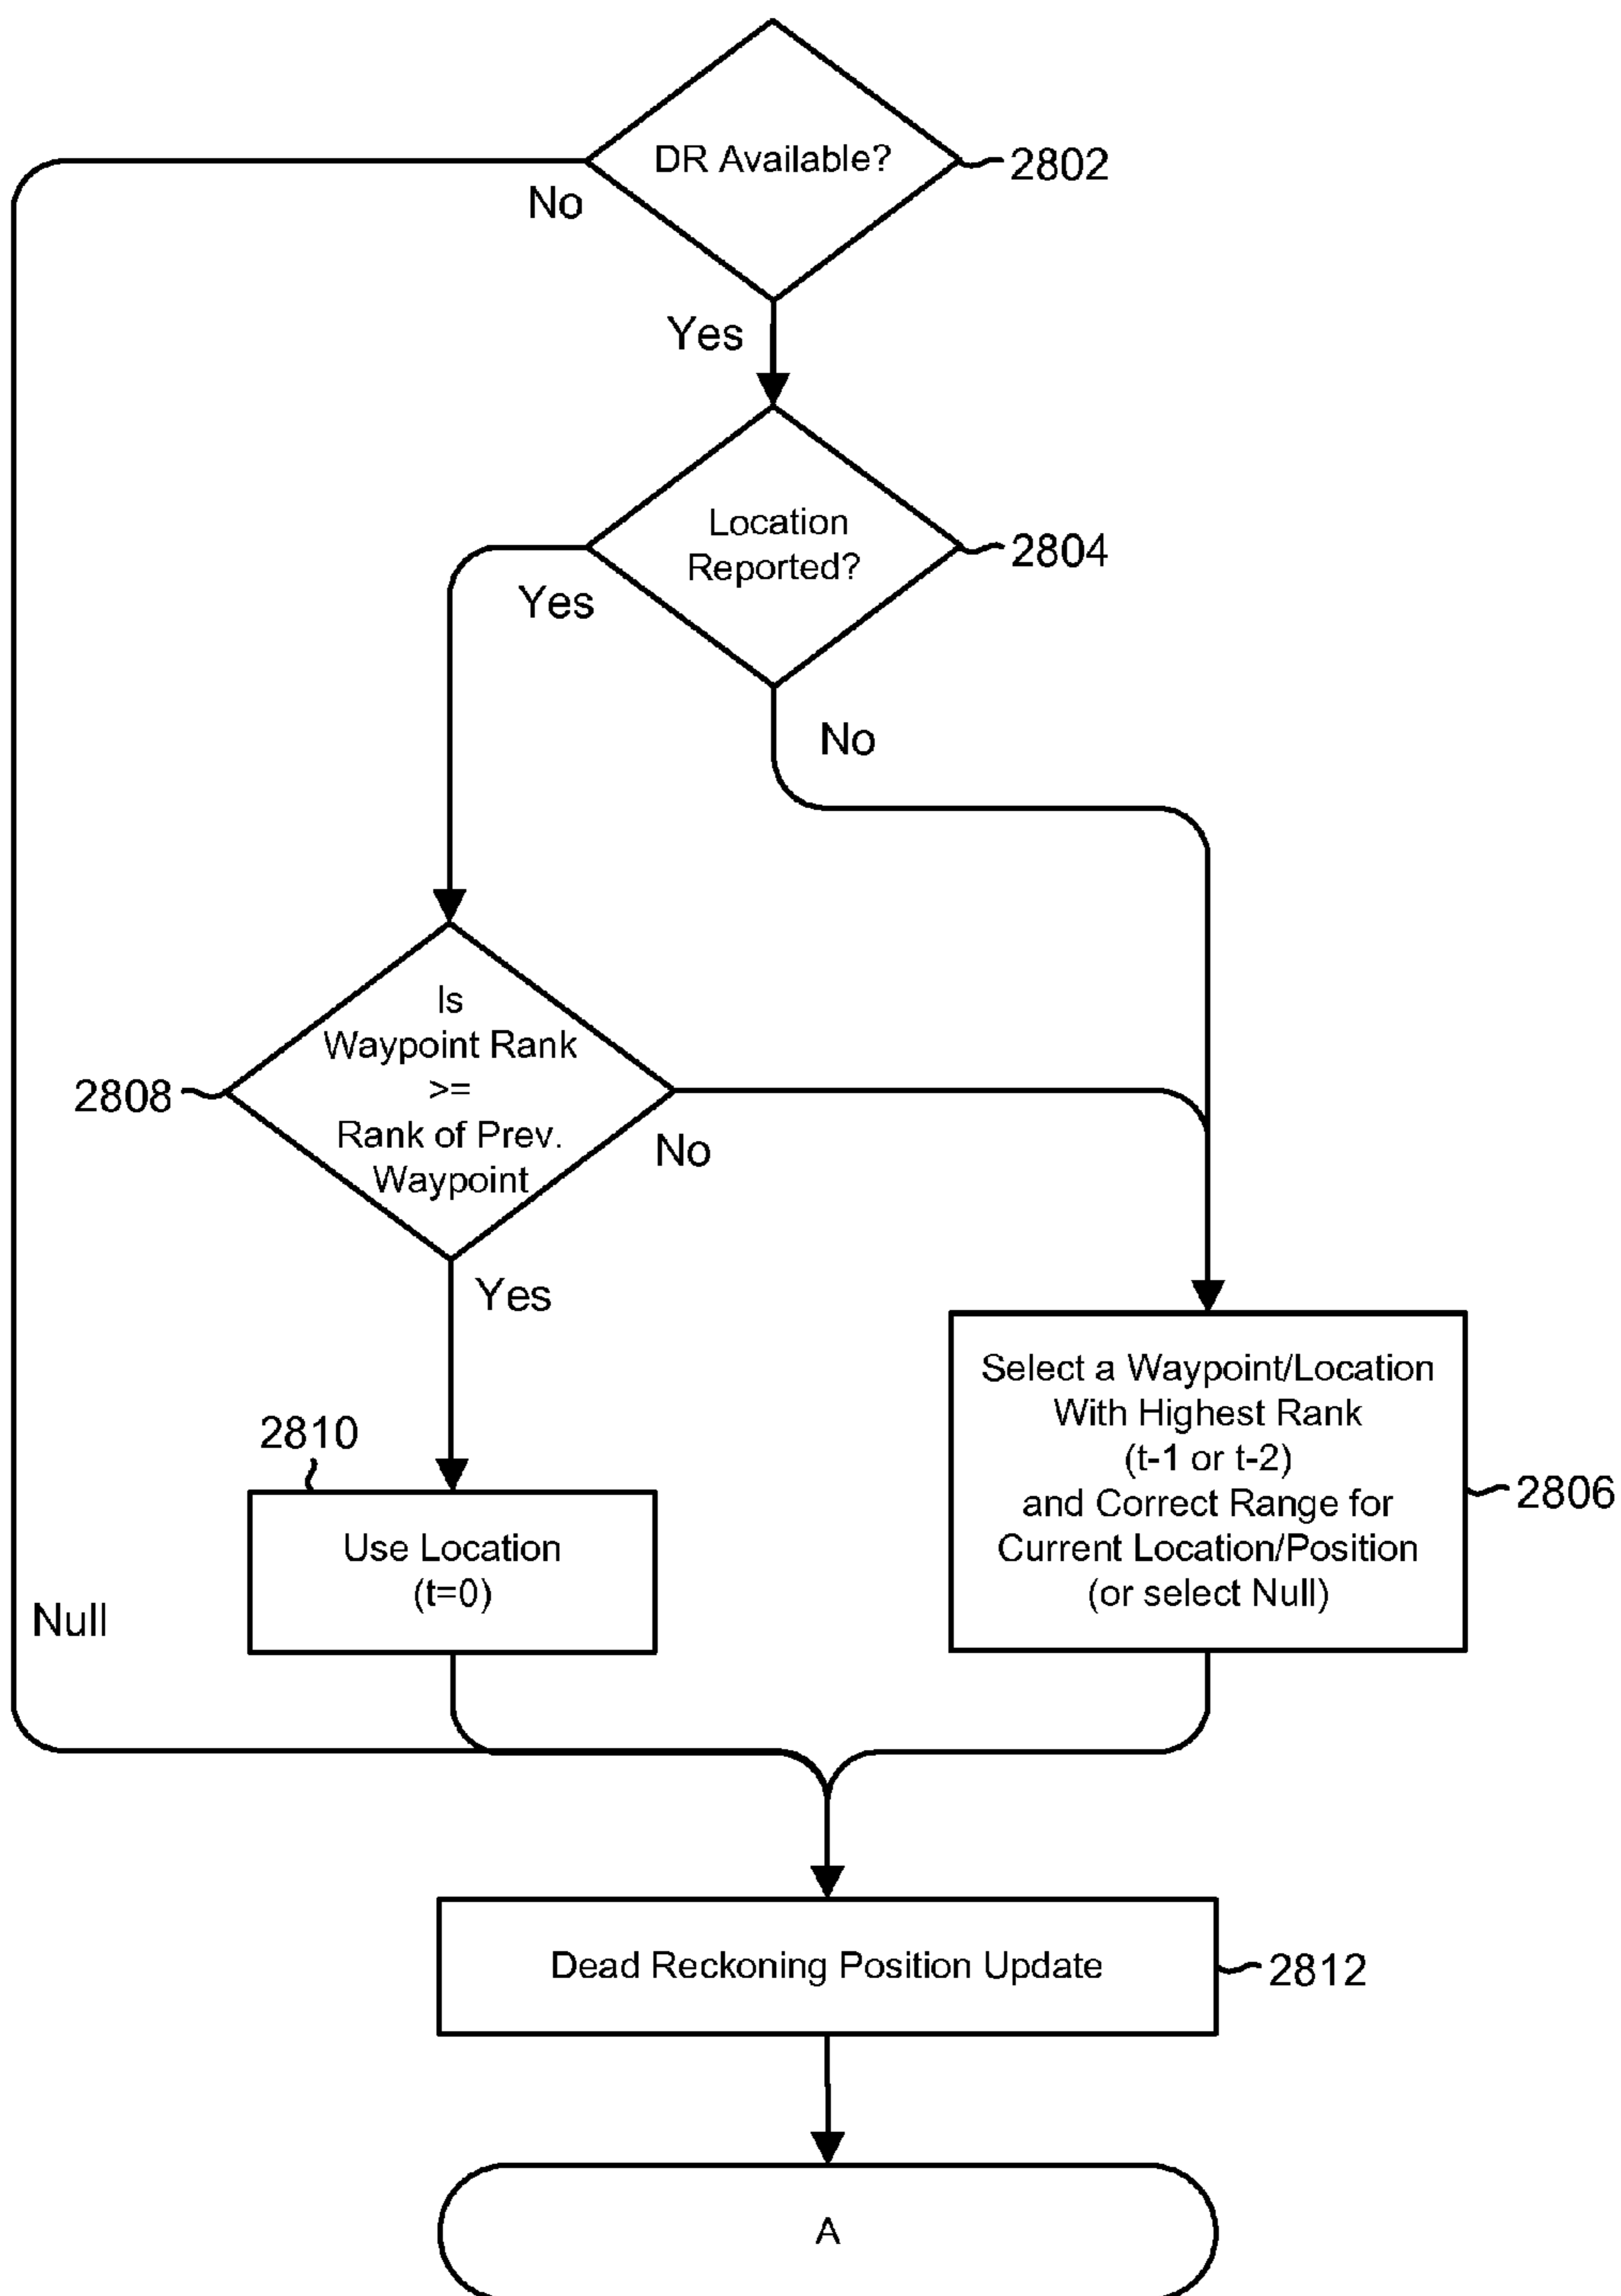 DR Available?
2802
No
Yes
Location
Reported?
2804
Yes
No
Is
Waypoint Rank
>=
Rank of Prev.
Waypoint
2808
No
Yes
Select a Waypoint/Location
With Highest Rank
(t-1 or t-2)
and Correct Range for
Current Location/Position
(or select Null)
2806
2810
Use Location
(t=0)
Null
Dead Reckoning Position Update
2812
A